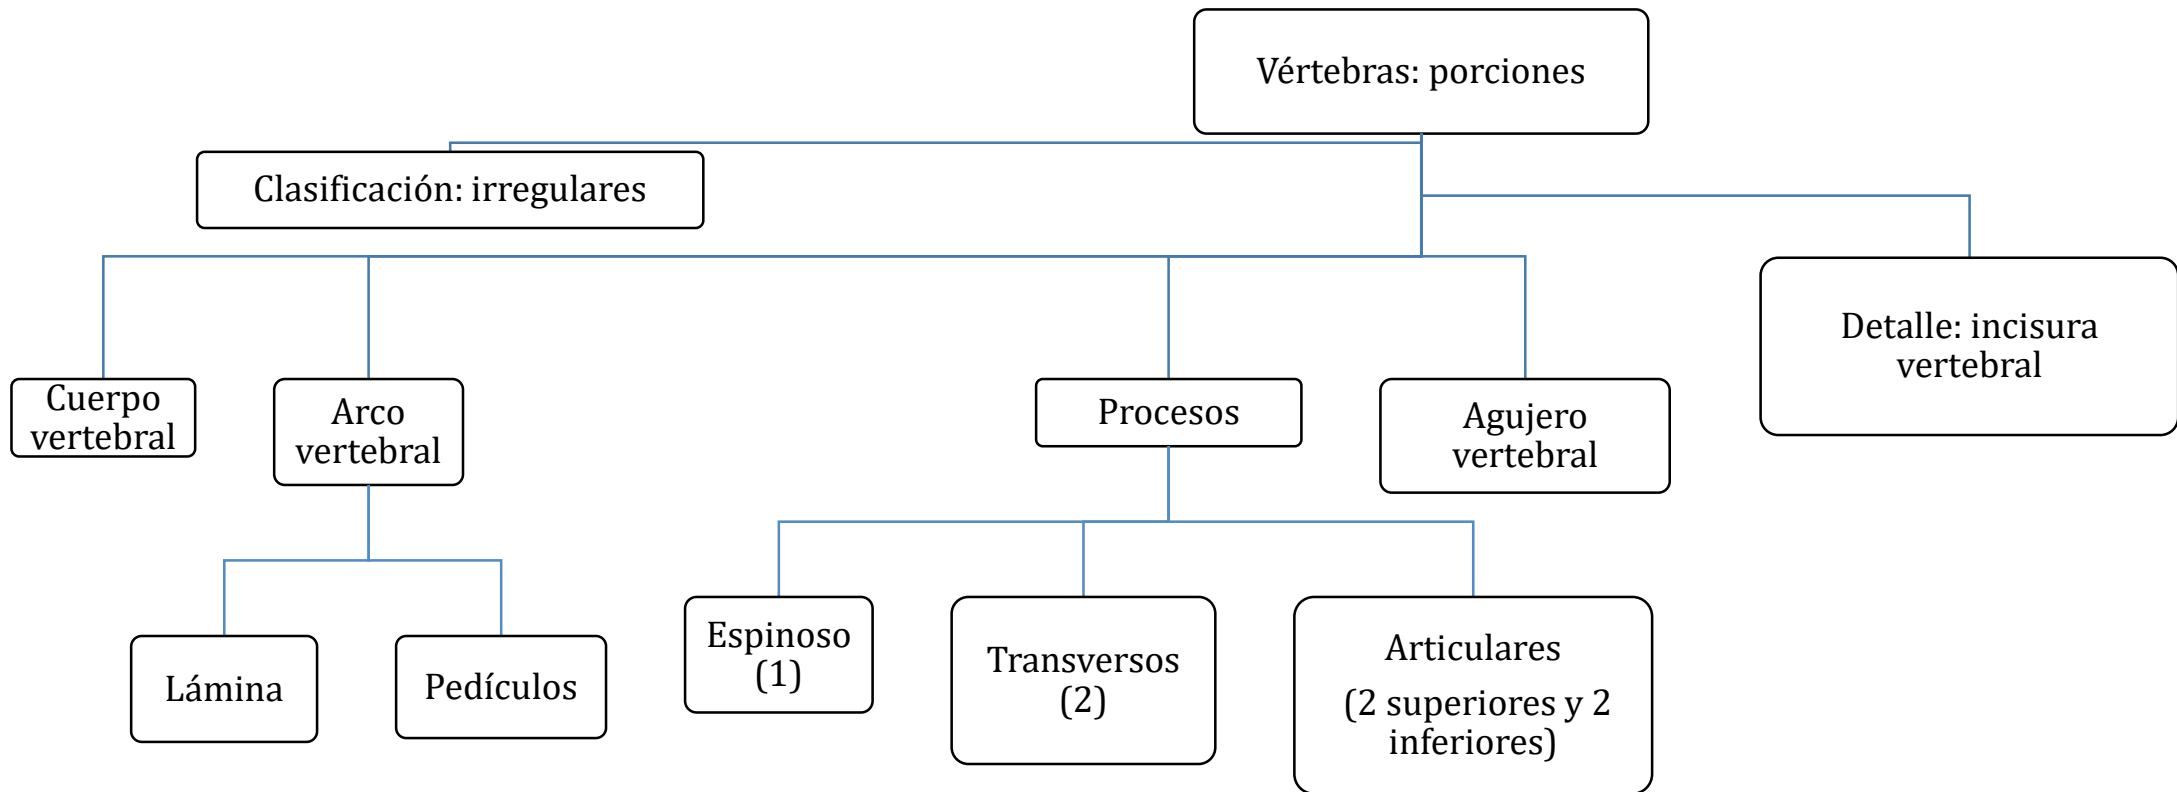 Vértebras: porciones
Clasificación: irregulares
Detalle: incisura
vertebral
Cuerpo
vertebral
Arco
vertebral
Procesos
Agujero
vertebral
Lámina
Pedículos
Espinoso
(1)
Transversos
(2)
Articulares
(2 superiores y 2
inferiores)